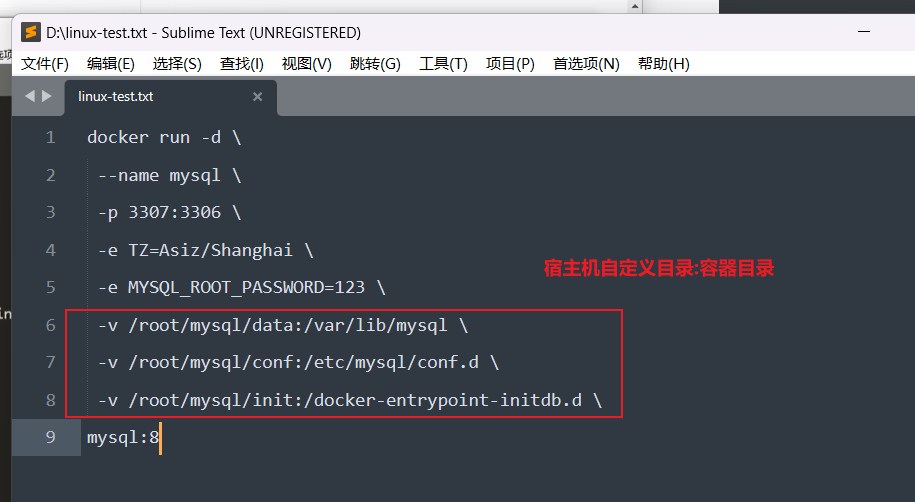 D:\linux-test.txt - Sublime Text (UNREGISTERED)
文件(F) 编辑(E) 选择(S) 查找(I) 视图(V) 跳转(G) 工具(T) 项目(P) 首选项(N) 帮助(H)
linux-test.txt
1 docker run -d \
2 --name mysql \
3 -p 3307:3306 \
4 -e TZ=Asiz/Shanghai \
宿主机自定义目录:容器目录
5 -e MYSQL_ROOT_PASSWORD=123 \
6 -v /root/mysql/data:/var/lib/mysql \
7 -v /root/mysql/conf:/etc/mysql/conf.d \
8 -v /root/mysql/init:/docker-entrypoint-initdb.d \
9 mysql:8